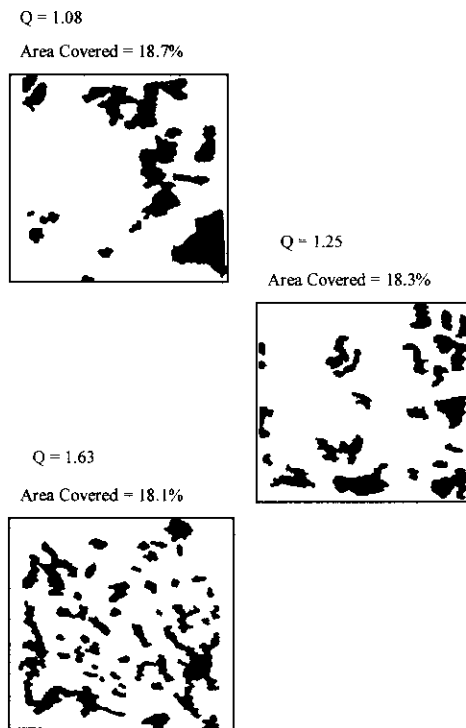 Q = 1.08
Area Covered = 18.7%
Q = 1.25
Area Covered = 18.3%
Q = 1.63
Area Covered = 18.1%